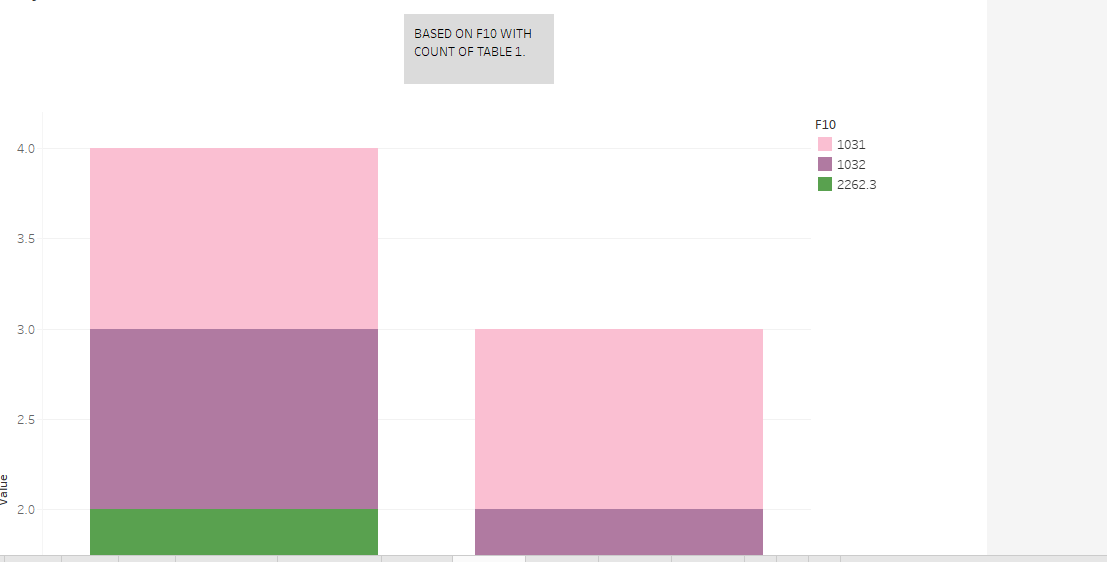 BASED ON F10 WITH
COUNT OF TABLE 1.
F10
1031
1032
2262.3
4.0
3.5
3.0
2.5
2.0
Value